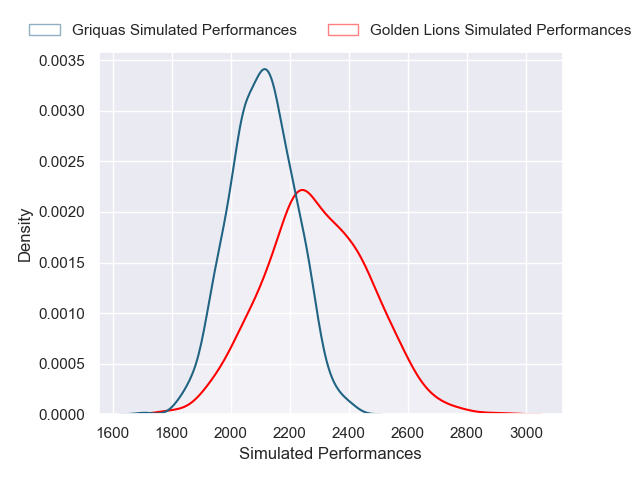 Griquas Simulated Performances Golden Lions Simulated Performances
0.0035
0.0030
0.0025
0.0020
0.0015
0.0010
0.0005
0.0000
Density
1600 1800 2000 2200 2400 2600 2800 3000
Simulated Performances